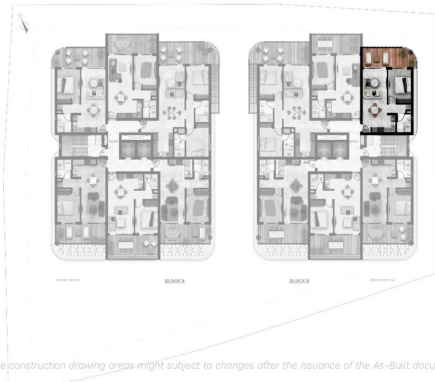 BLOCK A
BLOCK B
e construction drawing areas might subject to changes after the issuance of the As-Built docu